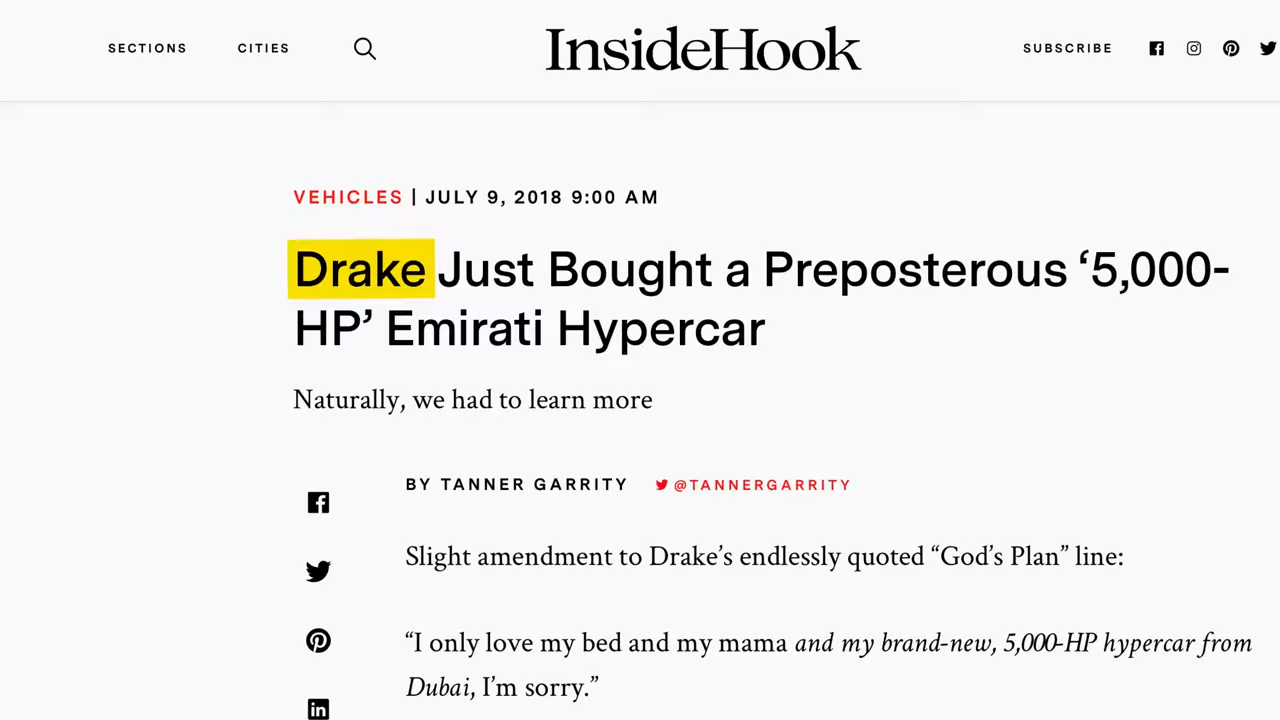 SECTIONS CITIES InsideHook SUBSCRIBE
VEHICLES | JULY 9, 2018 9:00 AM
Drake Just Bought a Preposterous ‘5,000-
HP’ Emirati Hypercar
Naturally, we had to learn more
BY TANNER GARRITY @TANNERGARRITY
Slight amendment to Drake’s endlessly quoted “God’s Plan” line:
“I only love my bed and my mama and my brand-new, 5,000-HP hypercar from
Dubai, I’m sorry.”